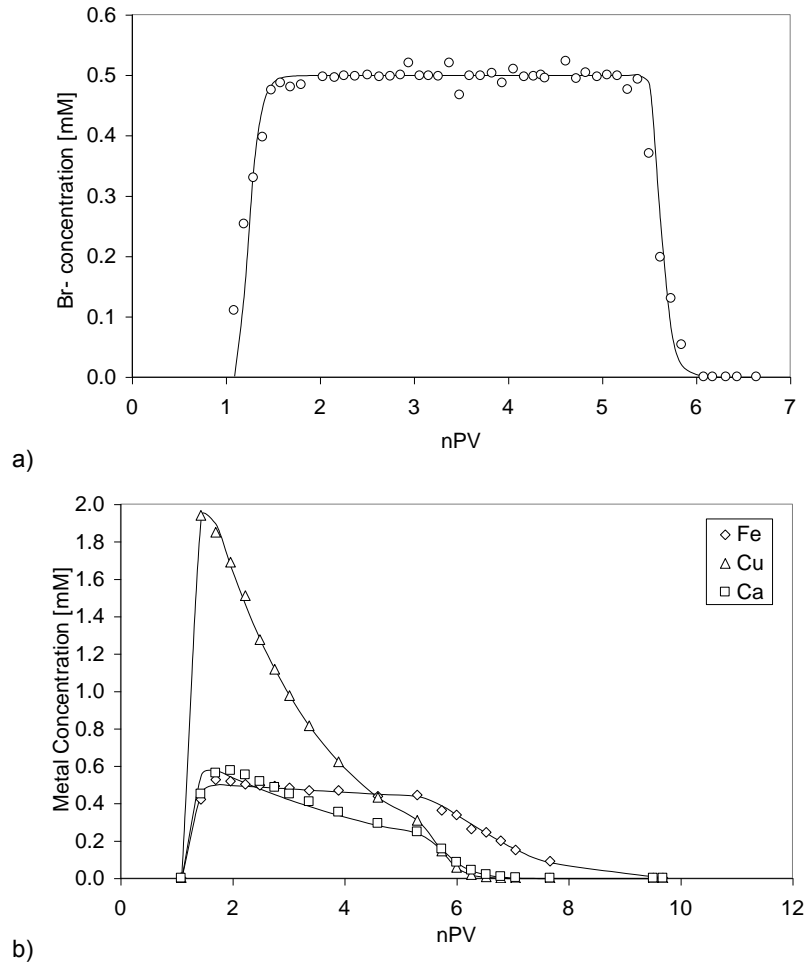 0.6
0.5
0.4
0.3
0.2
0.1
0.0
Br- concentration [mM]
0 1 2 3 4 5 6 7
nPV
a)
2.0
1.8
1.6
1.4
1.2
1.0
0.8
0.6
0.4
0.2
0.0
Metal Concentration [mM]
Fe
Cu
Ca
0 2 4 6 8 10 12
nPV
b)